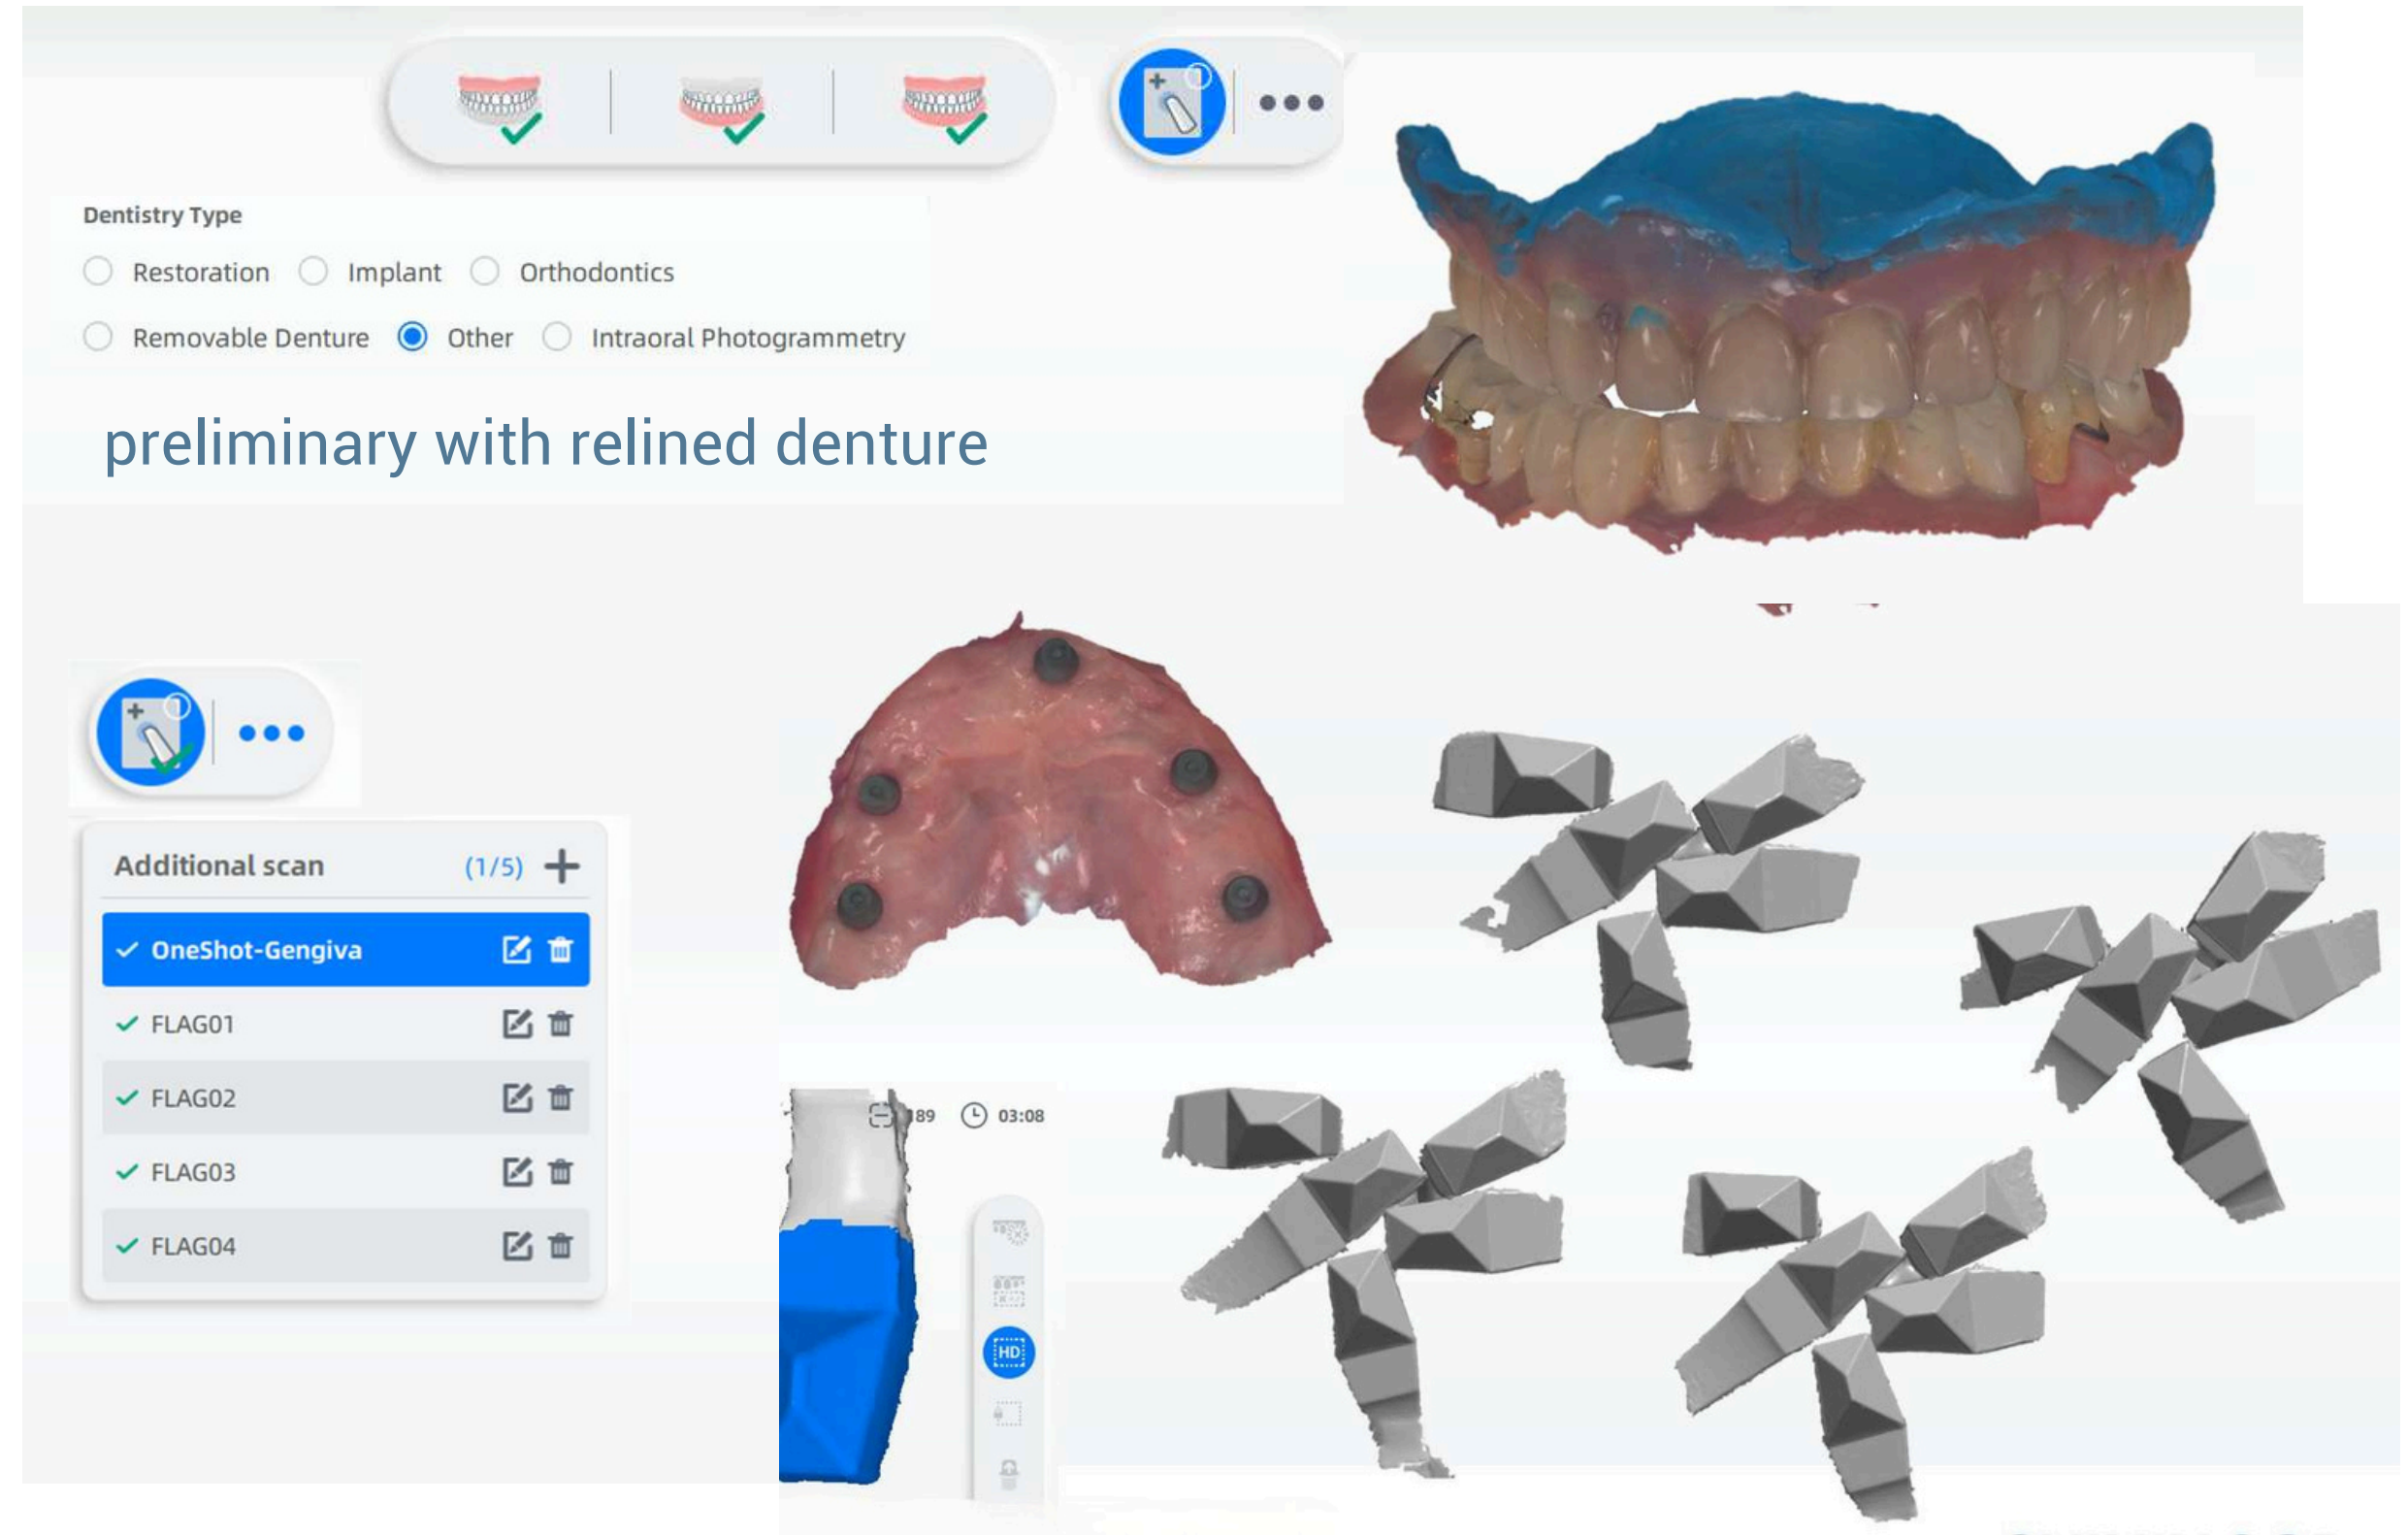 Dentistry Type
Restoration Implant Orthodontics
Removable Denture Other Intraoral Photogrammetry
preliminary with relined denture
Additional scan (1/5)
OneShot-Gengiva
FLAG01
FLAG02
FLAG03
FLAG04
189 03:08
HD